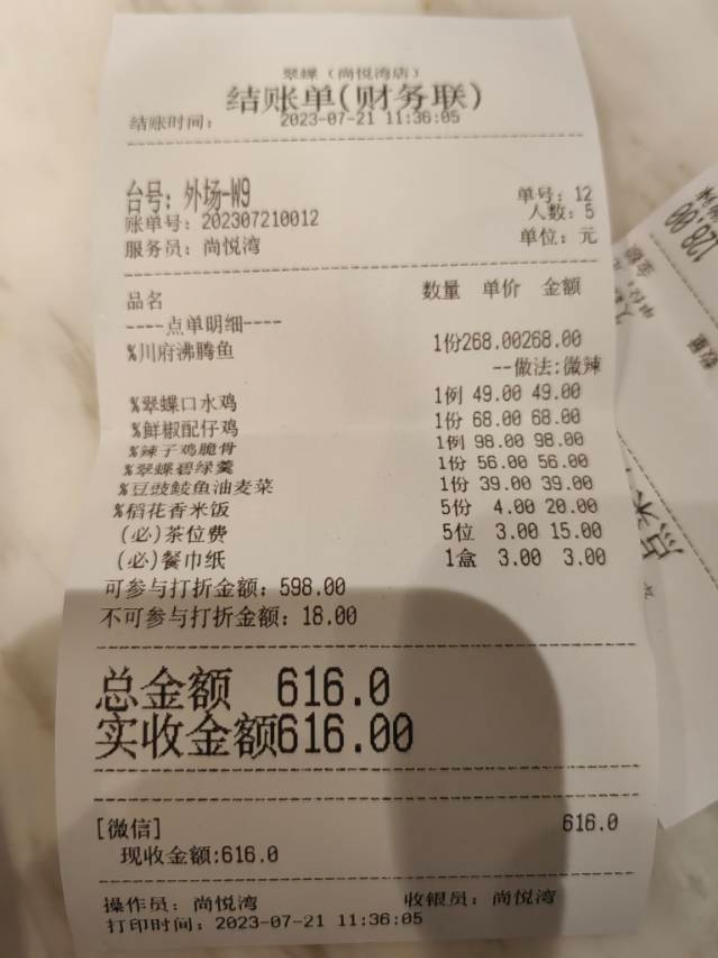 翠蝶（尚悦湾店）
结账单(财务联)
结账时间： 2023-07-21 11:36:05
台号: 外场-W9 单号: 12
账单号: 202307210012 人数: 5
服务员: 尚悦湾 单位: 元
品名 数量 单价 金额
----点单明细----
%川府沸腾鱼 1份268.00268.00
--做法:微辣
%翠蝶口水鸡 1例 49.00 49.00
%鲜椒配仔鸡 1份 68.00 68.00
%辣子鸡脆骨 1例 98.00 98.00
%翠蝶碧绿羹 1份 56.00 56.00
%豆豉鲮鱼油麦菜 1份 39.00 39.00
%稻花香米饭 5份 4.00 20.00
(必)茶位费 5位 3.00 15.00
(必)餐巾纸 1盒 3.00 3.00
可参与打折金额: 598.00
不可参与打折金额: 18.00
总金额 616.0
实收金额616.00
[微信] 616.0
现收金额:616.0
操作员: 尚悦湾 收银员: 尚悦湾
打印时间: 2023-07-21 11:36:05
128.00
数量